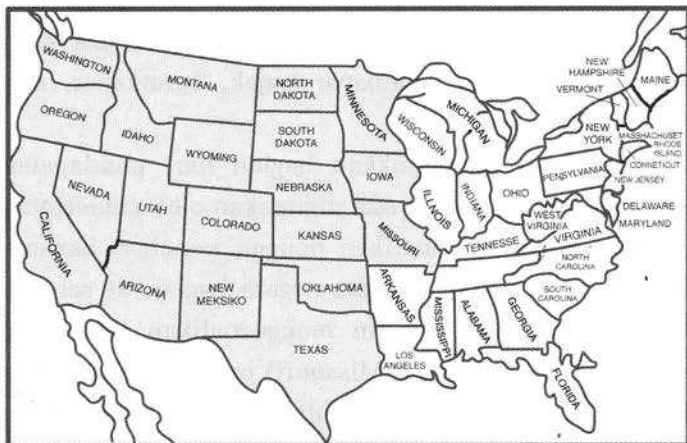 WASHINGTON
OREGON
IDAHO
MONTANA
WYOMING
NORTH
DAKOTA
SOUTH
DAKOTA
MINNESOTA
WISCONSIN
MICHIGAN
NEW
HAMPSHIRE
VERMONT
MAINE
NEW
YORK
MASSHACHUSET
RHODE
ISLAND
CONNETICUT
NEW JERSEY
PENSYLVANIA
DELAWARE
MARYLAND
NEVADA
UTAH
COLORADO
NEBRASKA
KANSAS
IOWA
MISSOURI
ILLINOIS
INDIANA
OHIO
WEST
VIRGINIA
VIRGINIA
CALIFORNIA
ARIZONA
NEW
MEKSIKO
OKLAHOMA
TEXAS
ARKANSAS
LOS
ANGELES
TENNESSE
NORTH
CAROLINA
SOUTH
CAROLINA
MISSISSIPPI
ALABAMA
GEORGIA
FLORIDA